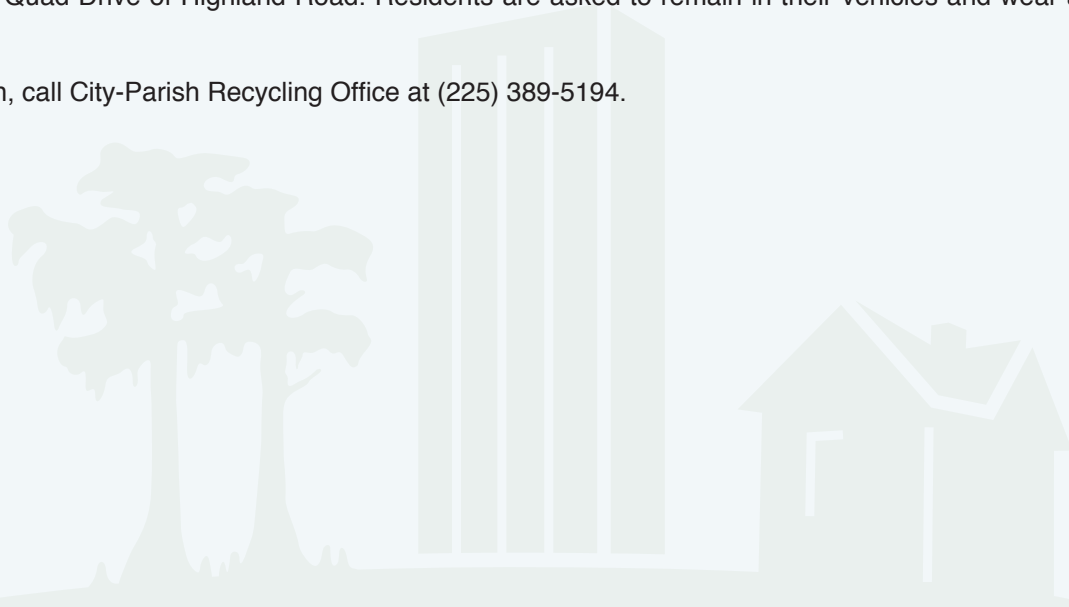 Quad Drive of Highland Road. Residents are asked to remain in their vehicles and wear
, call City-Parish Recycling Office at (225) 389-5194.